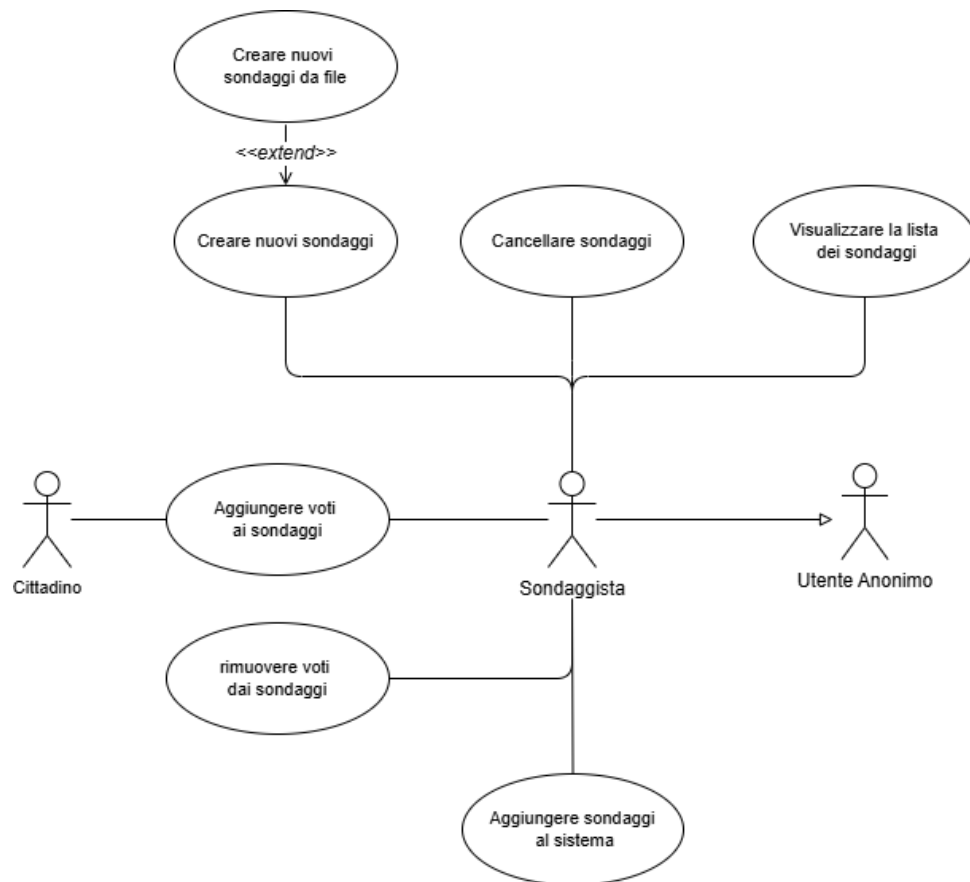 Creare nuovi
sondaggi da file
<<extend>>
Creare nuovi sondaggi
Cancellare sondaggi
Visualizzare la lista
dei sondaggi
Aggiungere voti
ai sondaggi
Cittadino
Sondaggista
Utente Anonimo
rimuovere voti
dai sondaggi
Aggiungere sondaggi
al sistema